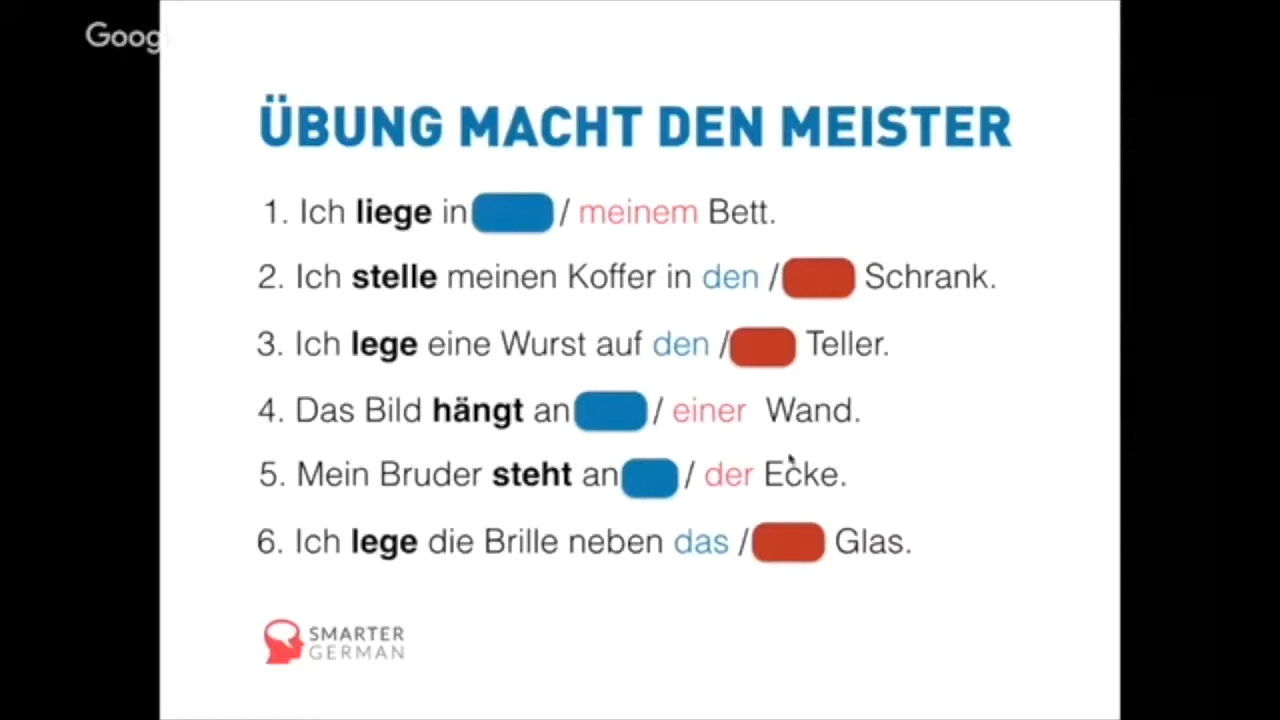 Goog
ÜBUNG MACHT DEN MEISTER
1. Ich liege in / meinem Bett.
2. Ich stelle meinen Koffer in den / Schrank.
3. Ich lege eine Wurst auf den / Teller.
4. Das Bild hängt an / einer Wand.
5. Mein Bruder steht an / der Ecke.
6. Ich lege die Brille neben das / Glas.
SMARTER
GERMAN